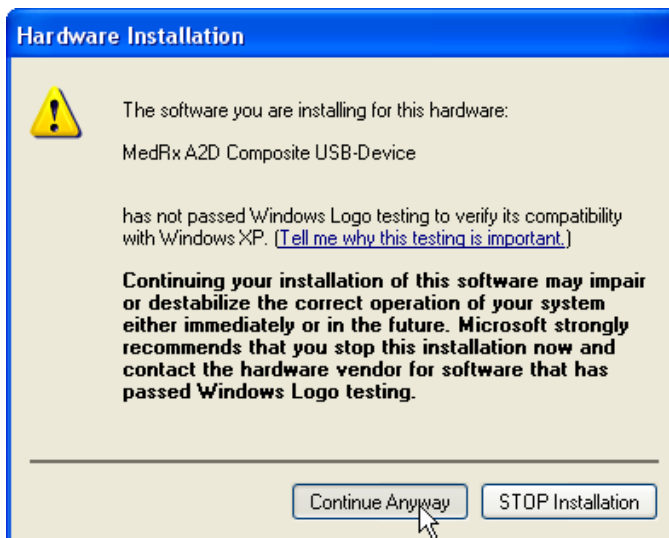 Hardware Installation
The software you are installing for this hardware:
MedRx A2D Composite USB-Device
has not passed Windows Logo testing to verify its compatibility
with Windows XP. (Tell me why this testing is important.)
Continuing your installation of this software may impair
or destabilize the correct operation of your system
either immediately or in the future. Microsoft strongly
recommends that you stop this installation now and
contact the hardware vendor for software that has
passed Windows Logo testing.
Continue Anyway
STOP Installation